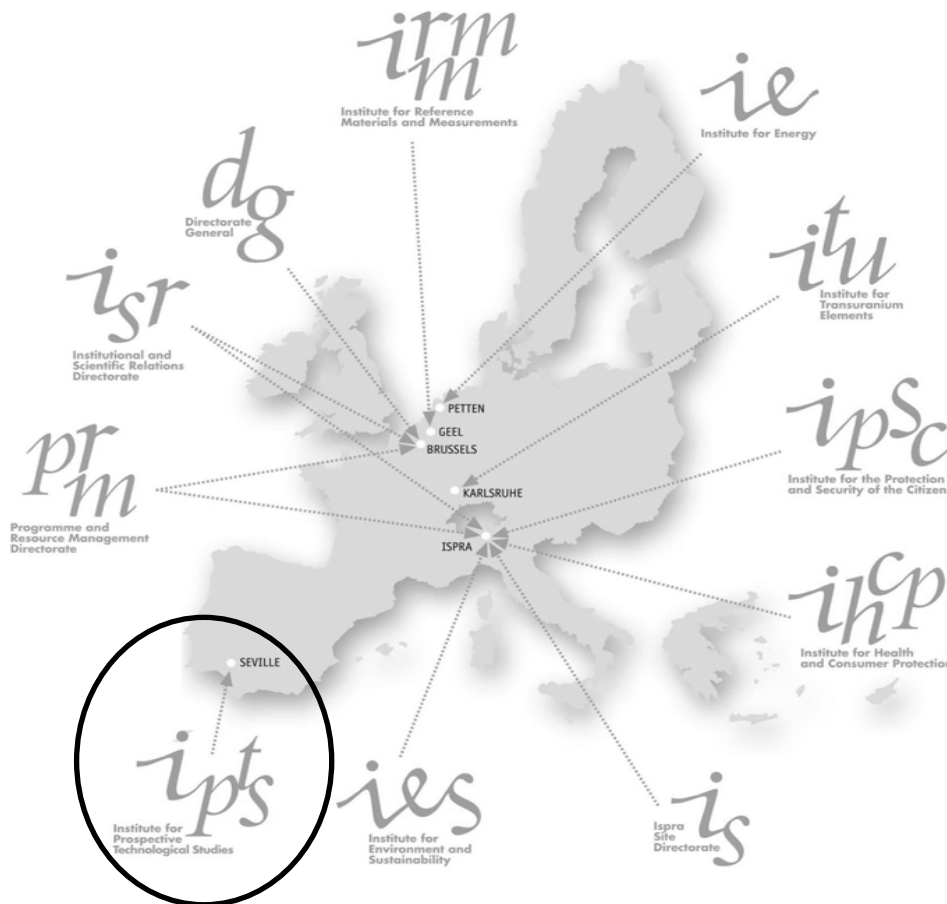 irmm
Institute for Reference
Materials and Measurements
ie
Institute for Energy
dg
Directorate
General
itu
Institute for
Transuranium
Elements
isr
Institutional and
Scientific Relations
Directorate
PETTEN
GEEL
BRUSSELS
ipsc
Institute for the Protection
and Security of the Citizen
prm
Programme and
Resource Management
Directorate
KARLSRUHE
ISPRA
ihcp
Institute for Health
and Consumer Protection
SEVILLE
ipts
Institute for
Prospective
Technological Studies
ies
Institute for
Environment and
Sustainability
is
Ispra
Site
Directorate